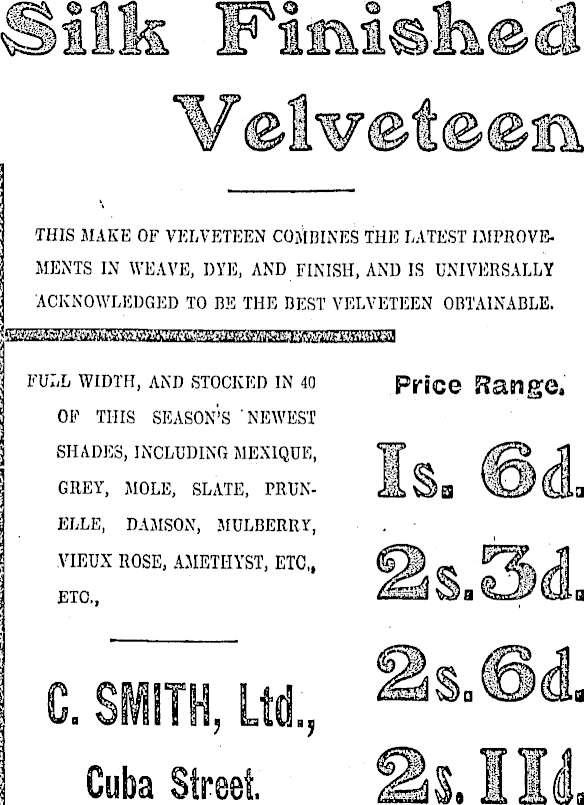 Silk Finished
Velveteen
THIS MAKE OF VELVETEEN COMBINES THE LATEST IMPROVE-
MENTS IN WEAVE, DYE, AND FINISH, AND IS UNIVERSALLY
ACKNOWLEDGED TO BE THE BEST VELVETEEN OBTAINABLE.
FULL WIDTH, AND STOCKED IN 40
OF THIS SEASON'S NEWEST
SHADES, INCLUDING MEXIQUE,
GREY, MOLE, SLATE, PRUN-
ELLE, DAMSON, MULBERRY,
VIEUX ROSE, AMETHYST, ETC.,
ETC.,
C. SMITH, Ltd.,
Cuba Street.
Price Range.
1s. 6d.
2s. 3d.
2s. 6d.
2s. 11d.